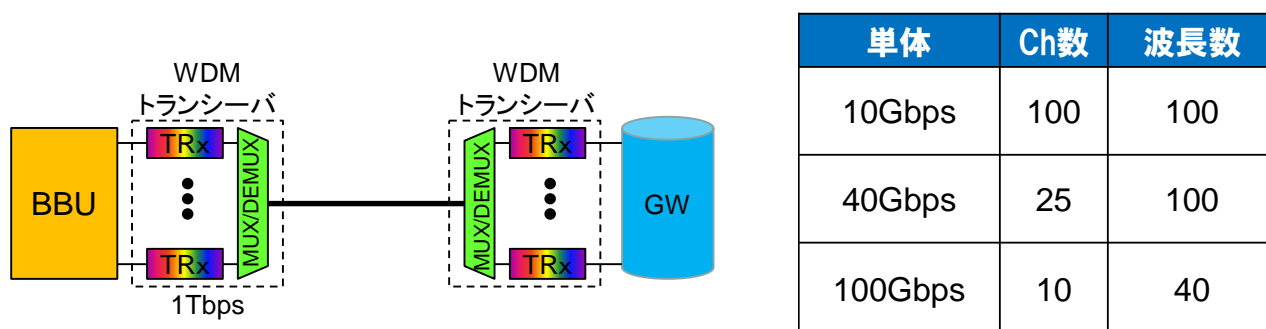 WDM
トランシーバ
TRx
TRx
MUX/DEMUX
BBU
1Tbps
WDM
トランシーバ
MUX/DEMUX
TRx
TRx
GW
単体 Ch数 波長数
10Gbps 100 100
40Gbps 25 100
100Gbps 10 40